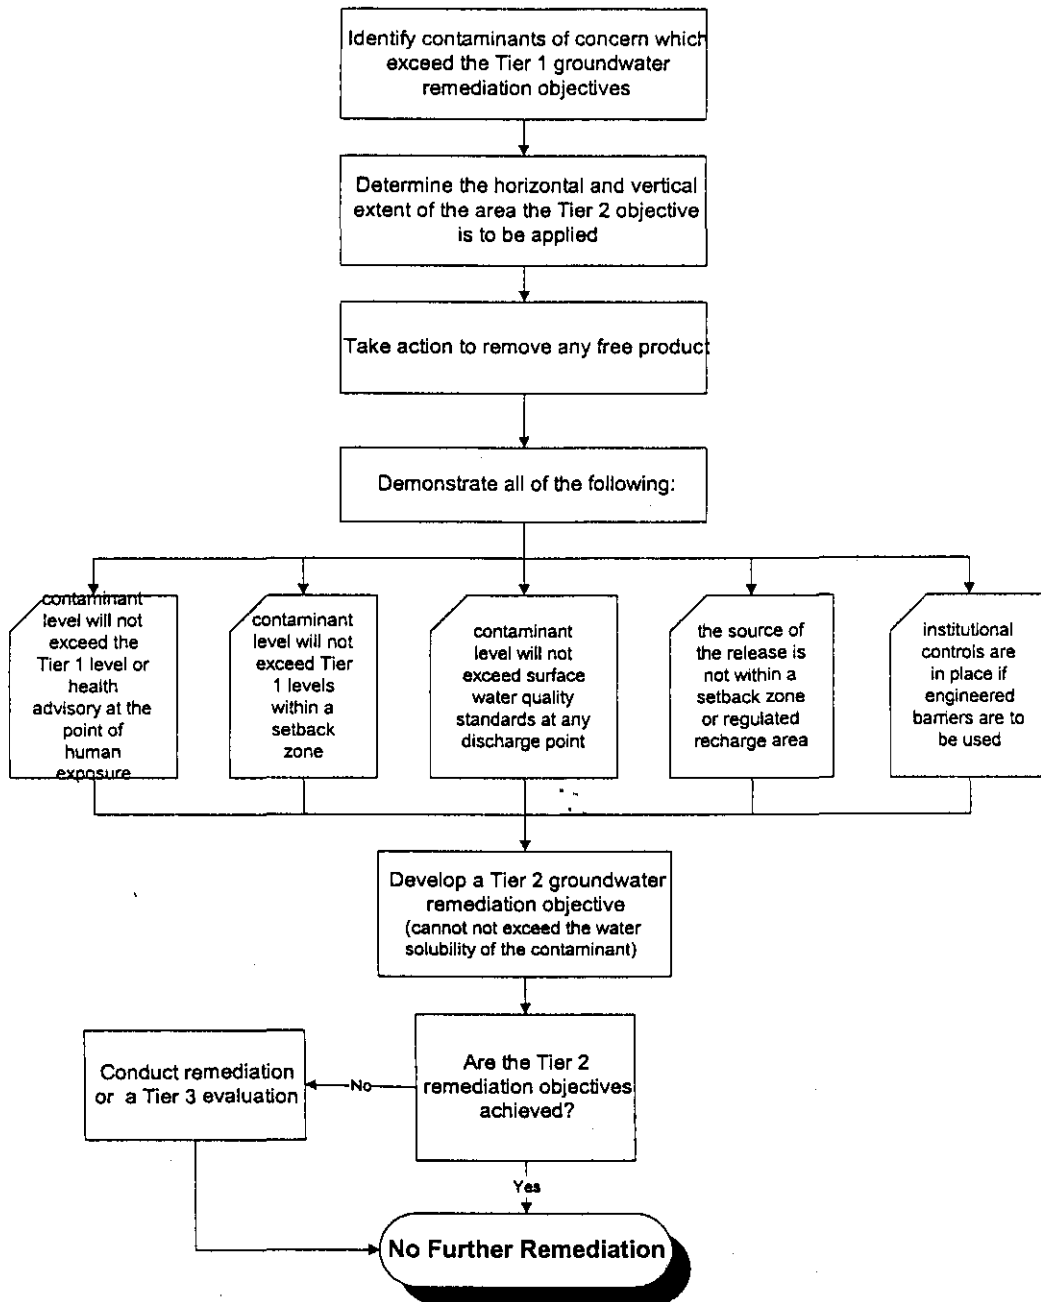 Identify contaminants of concern which
exceed the Tier 1 groundwater
remediation objectives
Determine the horizontal and vertical
extent of the area the Tier 2 objective
is to be applied
Take action to remove any free product
Demonstrate all of the following:
contaminant
level will not
exceed the
Tier 1 level or
health
advisory at the
point of
human
exposure
contaminant
level will not
exceed Tier
1 levels
within a
setback
zone
contaminant
level will not
exceed surface
water quality
standards at any
discharge point
the source of
the release is
not within a
setback zone
or regulated
recharge area
institutional
controls are
in place if
engineered
barriers are to
be used
Develop a Tier 2 groundwater
remediation objective
(cannot not exceed the water
solubility of the contaminant)
Are the Tier 2
remediation objectives
achieved?
No
Conduct remediation
or a Tier 3 evaluation
Yes
No Further Remediation